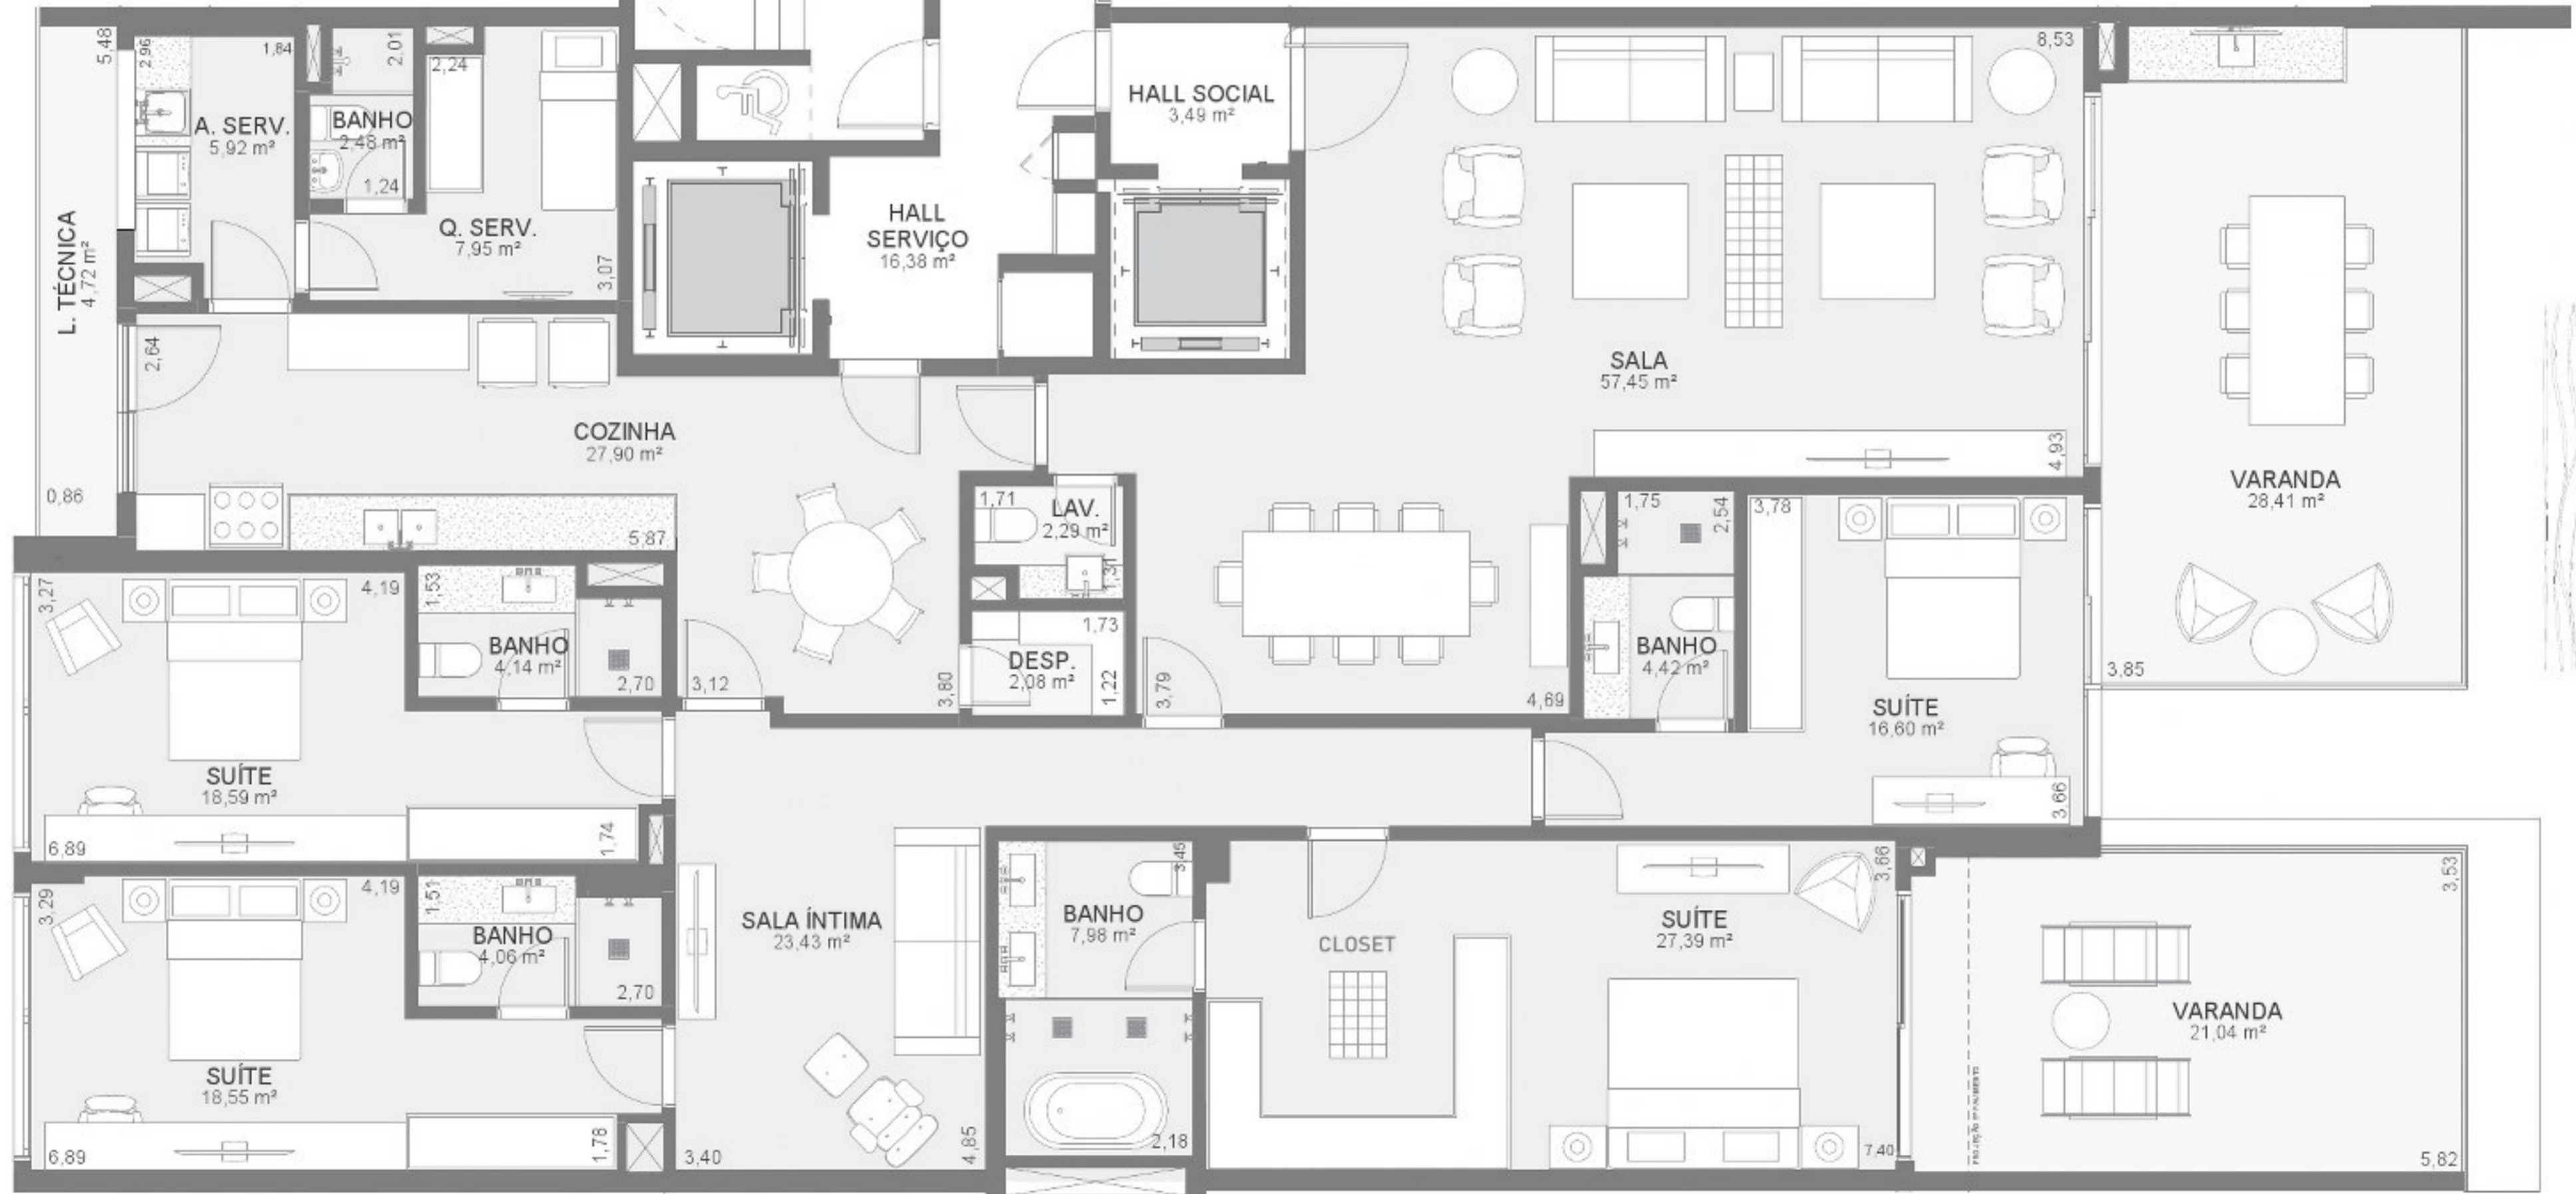 5,48
2,96
1,84
A. SERV.
5,92 m²
2,01
BANHO
2,48 m²
1,24
2,24
Q. SERV.
7,95 m²
3,07
L. TÉCNICA
4,72 m²
0,86
HALL
SERVIÇO
16,38 m²
HALL SOCIAL
3,49 m²
8,53
SALA
57,45 m²
4,93
VARANDA
28,41 m²
3,85
2,64
COZINHA
27,90 m²
5,87
3,12
3,80
1,71
LAV.
2,29 m²
1,31
1,73
DESP.
2,08 m²
1,22
3,79
4,69
1,75
2,54
BANHO
4,42 m²
3,78
SUÍTE
16,60 m²
3,66
3,27
4,19
SUÍTE
18,59 m²
6,89
1,74
1,53
BANHO
4,14 m²
2,70
3,29
4,19
SUÍTE
18,55 m²
6,89
1,78
1,51
BANHO
4,06 m²
2,70
SALA ÍNTIMA
23,43 m²
3,40
4,85
3,45
BANHO
7,98 m²
2,18
CLOSET
3,66
SUÍTE
27,39 m²
7,40
3,53
VARANDA
21,04 m²
5,82